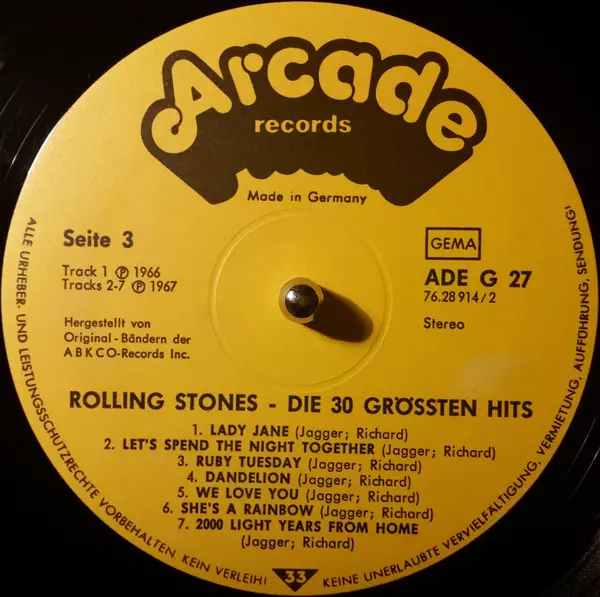 Arcade
records
Made in Germany
Seite 3
GEMA
Track 1 ℗ 1966
Tracks 2-7 ℗ 1967
ADE G 27
76.28 914/2
Stereo
Hergestellt von
Original-Bändern der
ABKCO-Records Inc.
ROLLING STONES - DIE 30 GRÖSSTEN HITS
1. LADY JANE (Jagger; Richard)
2. LET'S SPEND THE NIGHT TOGETHER (Jagger; Richard)
3. RUBY TUESDAY (Jagger; Richard)
4. DANDELION (Jagger; Richard)
5. WE LOVE YOU (Jagger; Richard)
6. SHE'S A RAINBOW (Jagger; Richard)
7. 2000 LIGHT YEARS FROM HOME
(Jagger; Richard)
ALLE URHEBER- UND LEISTUNGSSCHUTZRECHTE VORBEHALTEN. KEIN VERLEIH! KEINE UNERLAUBTE VERVIELFÄLTIGUNG, VERMIETUNG, AUFFÜHRUNG, SENDUNG!
33